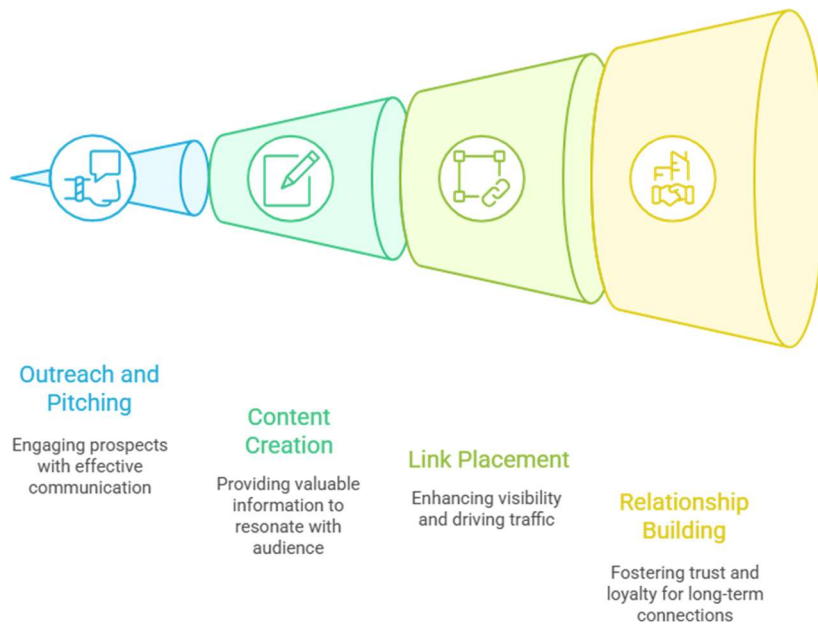 Outreach and
Pitching
Engaging prospects
with effective
communication
Content
Creation
Providing valuable
information to
resonate with
audience
Link Placement
Enhancing visibility
and driving traffic
Relationship
Building
Fostering trust and
loyalty for long-term
connections